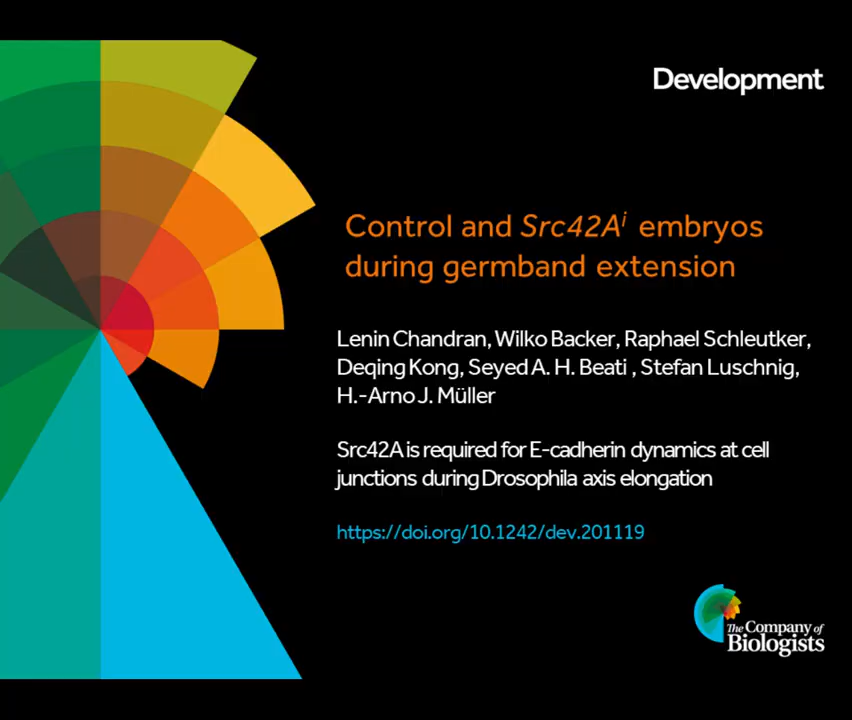 Development
Control and Src42Aⁱ embryos
during germband extension
Lenin Chandran, Wilko Backer, Raphael Schleutker,
Deqing Kong, Seyed A. H. Beati , Stefan Luschnig,
H.-Arno J. Müller
Src42A is required for E-cadherin dynamics at cell
junctions during Drosophila axis elongation
https://doi.org/10.1242/dev.201119
The Company of
Biologists